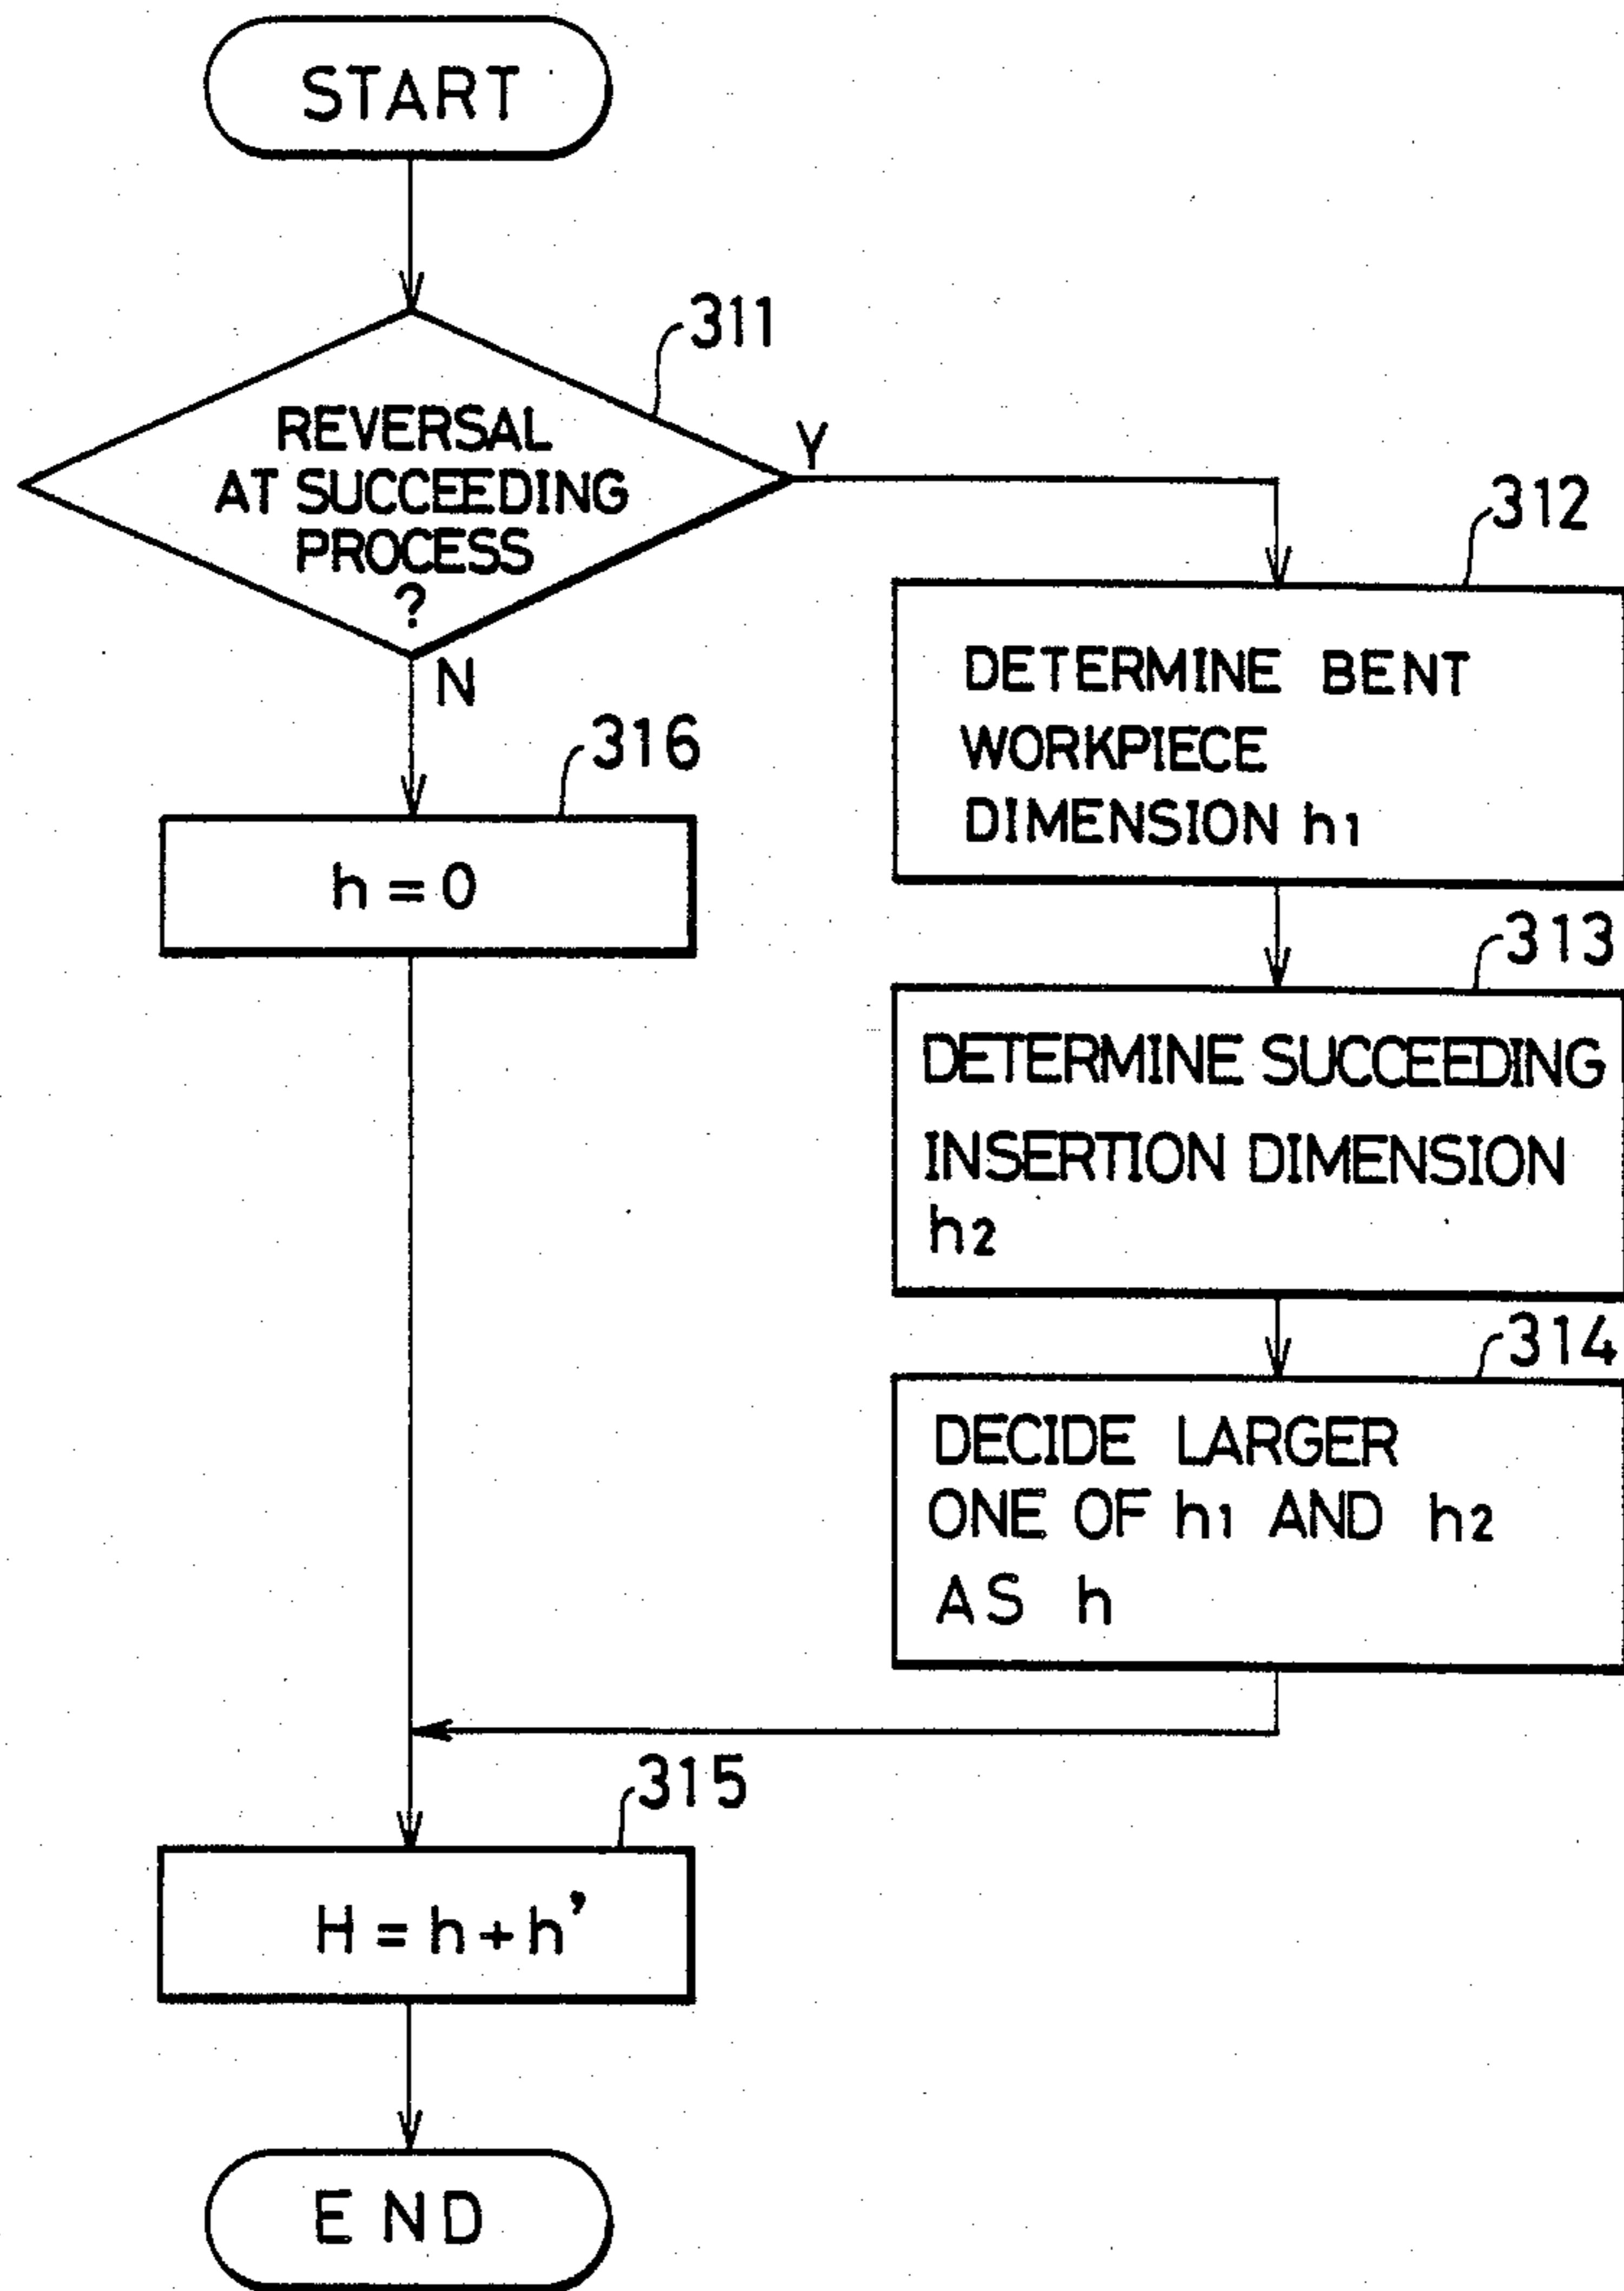 START
311
REVERSAL
AT SUCCEEDING
PROCESS
?
Y
N
312
DETERMINE BENT
WORKPIECE
DIMENSION h1
316
h = 0
313
DETERMINE SUCCEEDING
INSERTION DIMENSION
h2
314
DECIDE LARGER
ONE OF h1 AND h2
AS h
315
H = h + h'
END